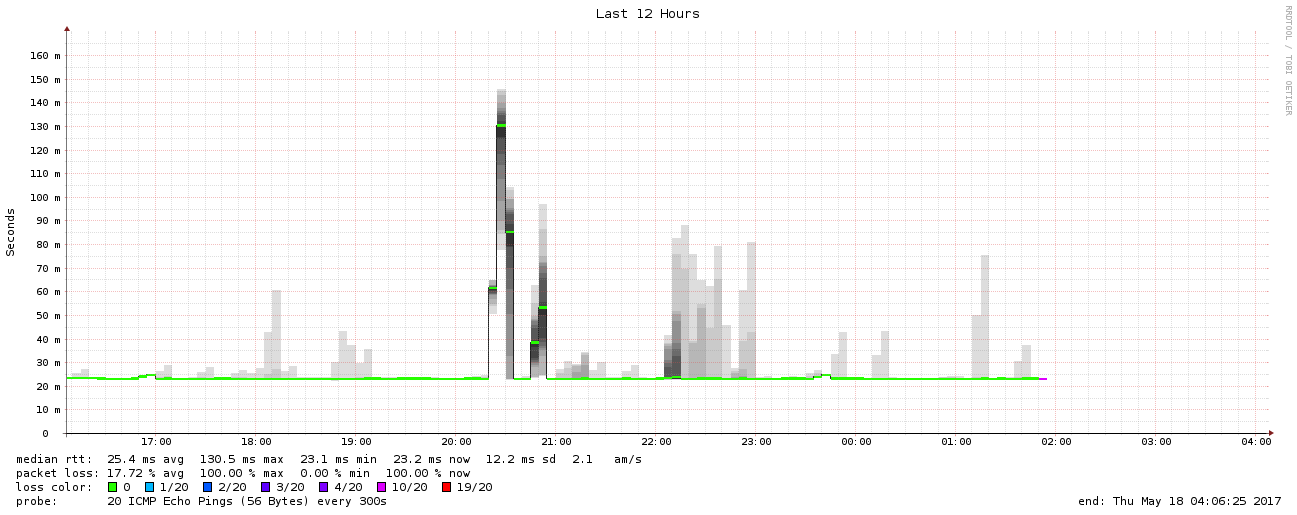 Last 12 Hours
RRDTOOL / TOBI OETIKER
Seconds
160 m
150 m
140 m
130 m
120 m
110 m
100 m
90 m
80 m
70 m
60 m
50 m
40 m
30 m
20 m
10 m
0
17:00 18:00 19:00 20:00 21:00 22:00 23:00 00:00 01:00 02:00 03:00 04:00
median rtt: 25.4 ms avg 130.5 ms max 23.1 ms min 23.2 ms now 12.2 ms sd 2.1 am/s
packet loss: 17.72 % avg 100.00 % max 0.00 % min 100.00 % now
loss color: 0 1/20 2/20 3/20 4/20 10/20 19/20
probe: 20 ICMP Echo Pings (56 Bytes) every 300s end: Thu May 18 04:06:25 2017